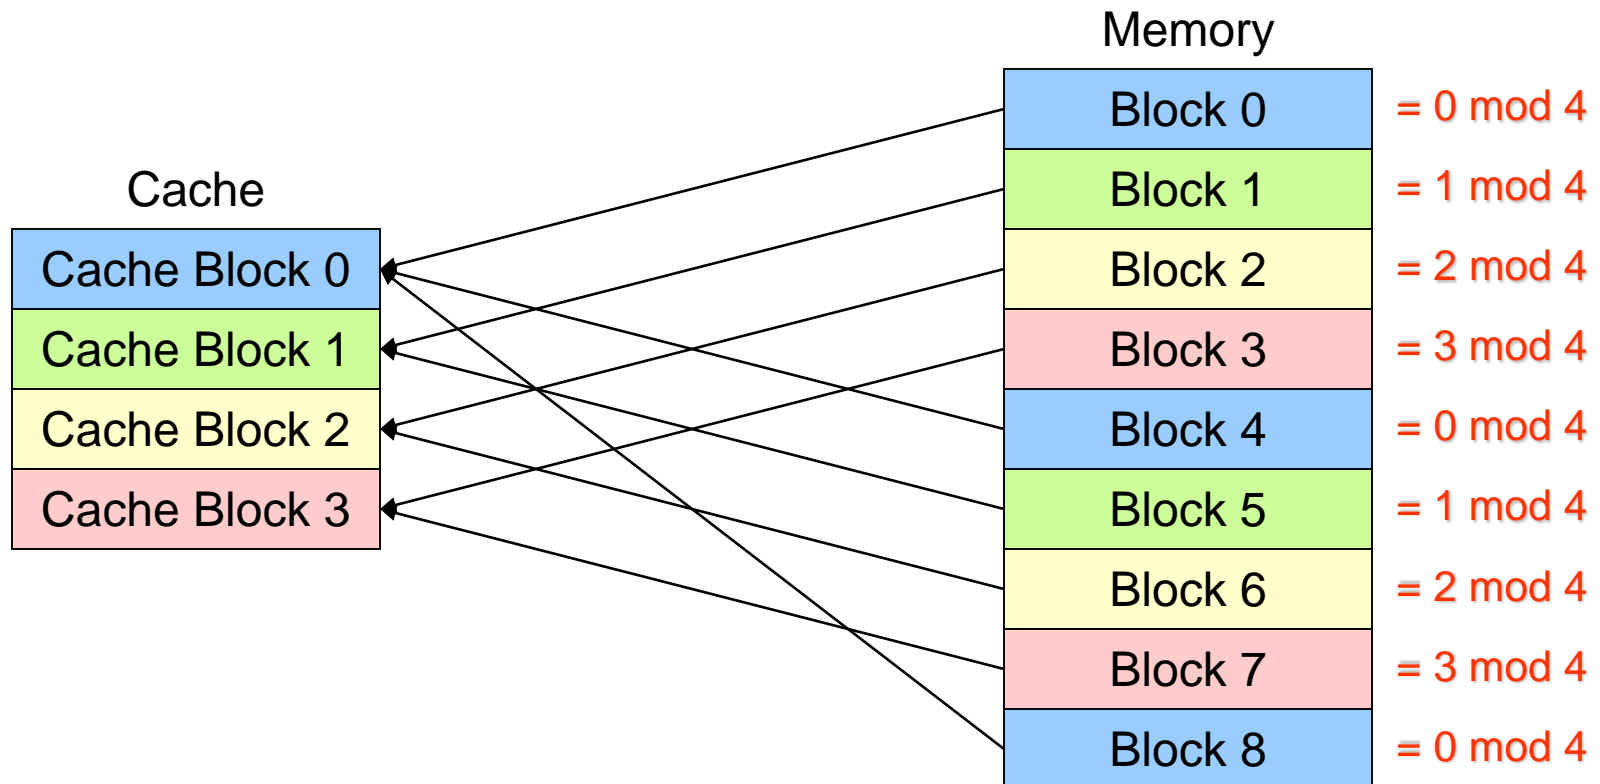 Memory
Block 0 = 0 mod 4
Block 1 = 1 mod 4
Cache
Cache Block 0
Cache Block 1
Cache Block 2
Cache Block 3
Block 2 = 2 mod 4
Block 3 = 3 mod 4
Block 4 = 0 mod 4
Block 5 = 1 mod 4
Block 6 = 2 mod 4
Block 7 = 3 mod 4
Block 8 = 0 mod 4